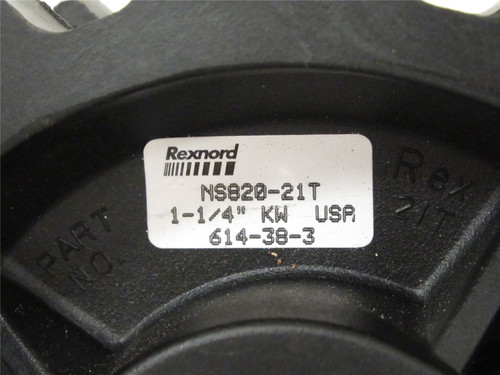 Rexnord
NS820-21T
1-1/4" KW USA
614-38-3
PART
NO.
Rex
21T